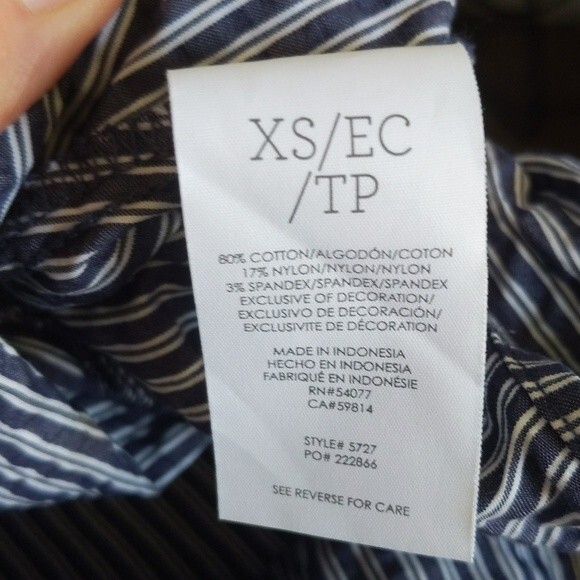 XS/EC
/TP
80% COTTON/ALGODÓN/COTON
17% NYLON/NYLON/NYLON
3% SPANDEX/SPANDEX/SPANDEX
EXCLUSIVE OF DECORATION/
EXCLUSIVO DE DECORACIÓN/
EXCLUSIVITE DE DÉCORATION
MADE IN INDONESIA
HECHO EN INDONESIA
FABRIQUÉ EN INDONÉSIE
RN#54077
CA#59814
STYLE# 5727
PO# 222866
SEE REVERSE FOR CARE